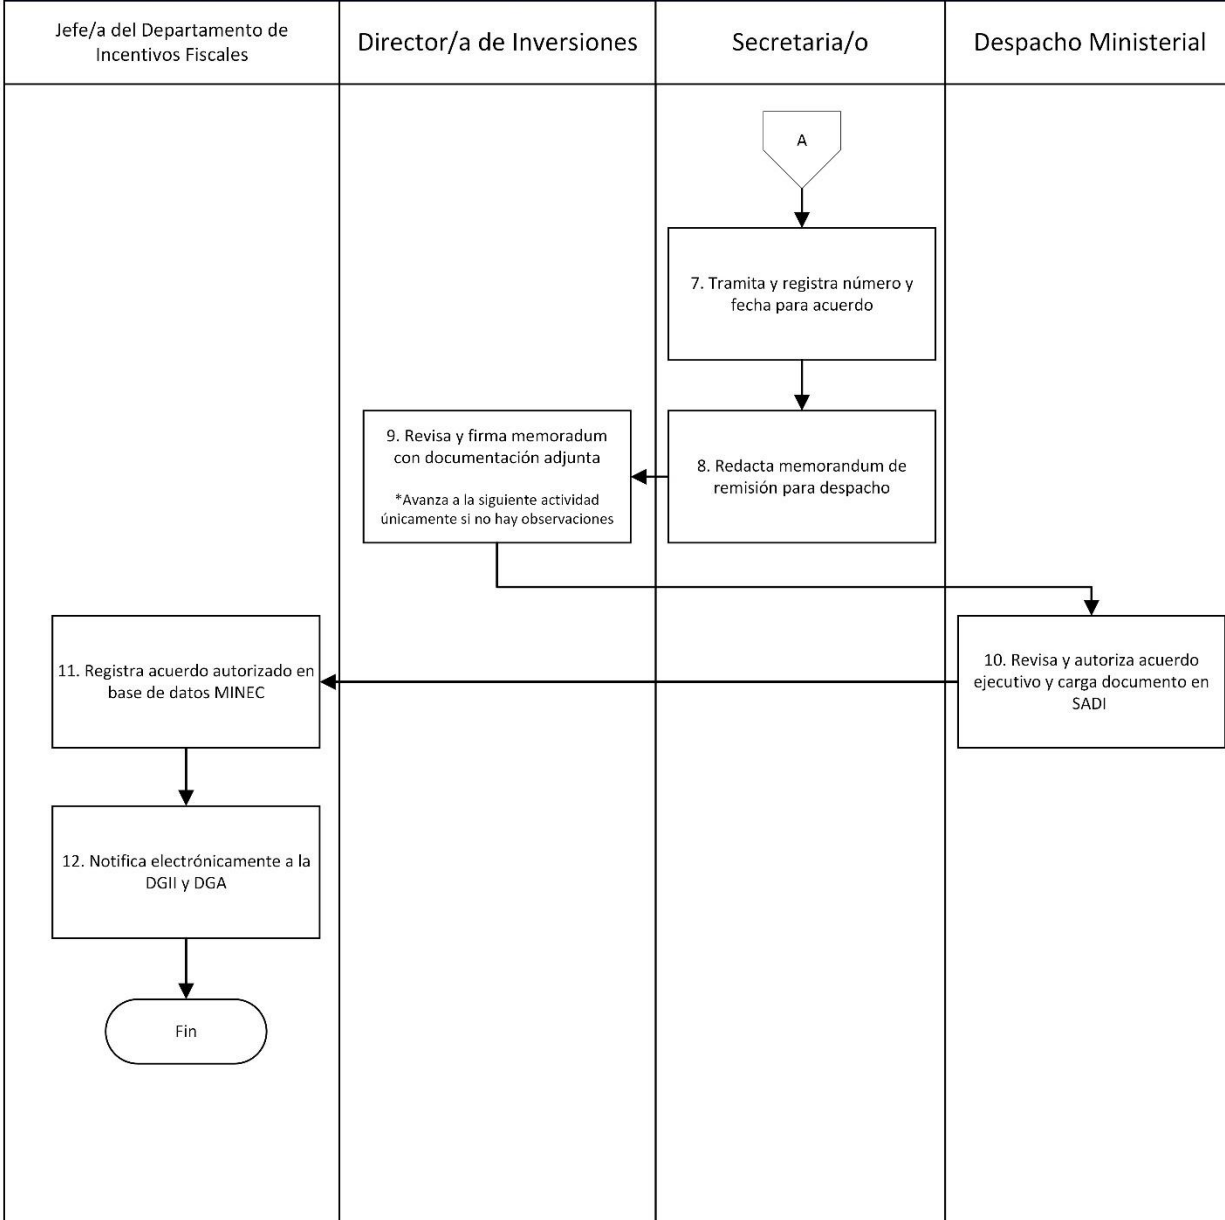 Jefe/a del Departamento de
Incentivos Fiscales
Director/a de Inversiones
Secretaria/o
Despacho Ministerial
A
7. Tramita y registra número y
fecha para acuerdo
8. Redacta memorandum de
remisión para despacho
9. Revisa y firma memoradum
con documentación adjunta
*Avanza a la siguiente actividad
únicamente si no hay observaciones
10. Revisa y autoriza acuerdo
ejecutivo y carga documento en
SADI
11. Registra acuerdo autorizado en
base de datos MINEC
12. Notifica electrónicamente a la
DGII y DGA
Fin